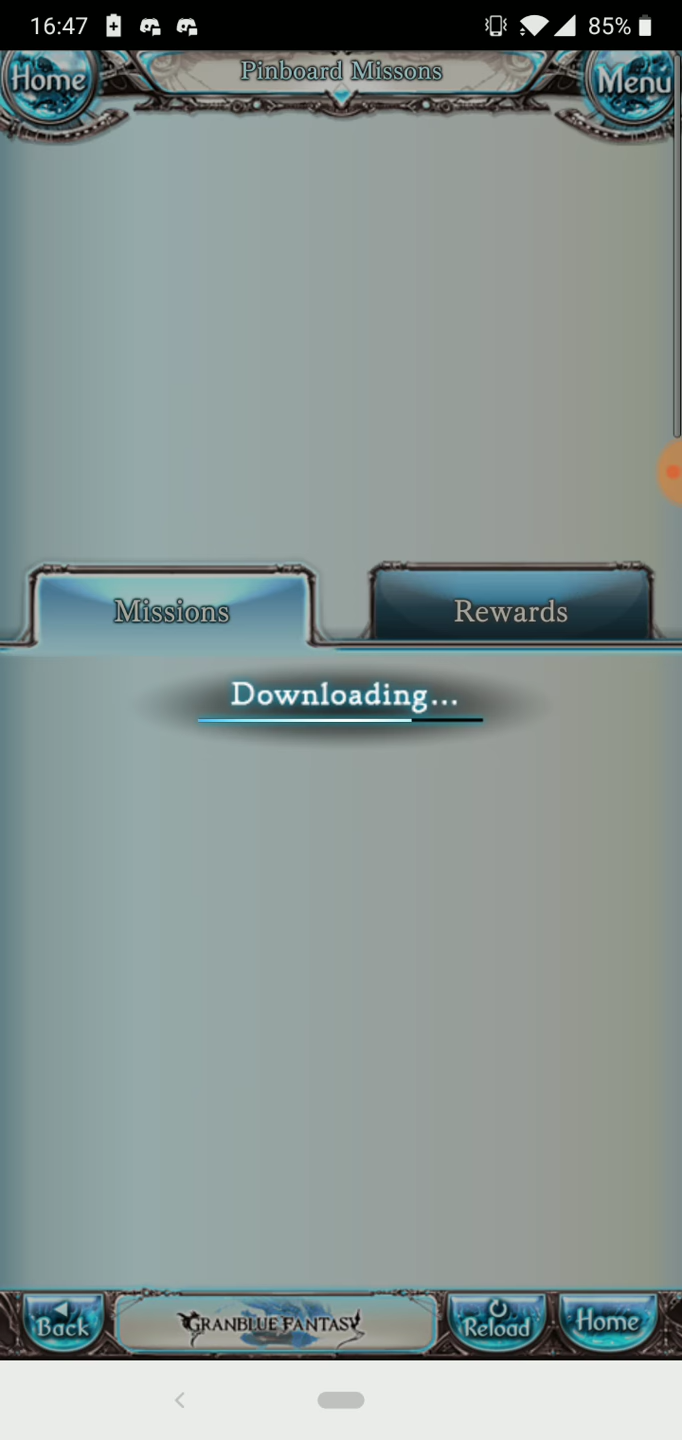 16:47 85%
Home Pinboard Missons Menu
Missions Rewards
Downloading...
Back GRANBLUE FANTASY Reload Home